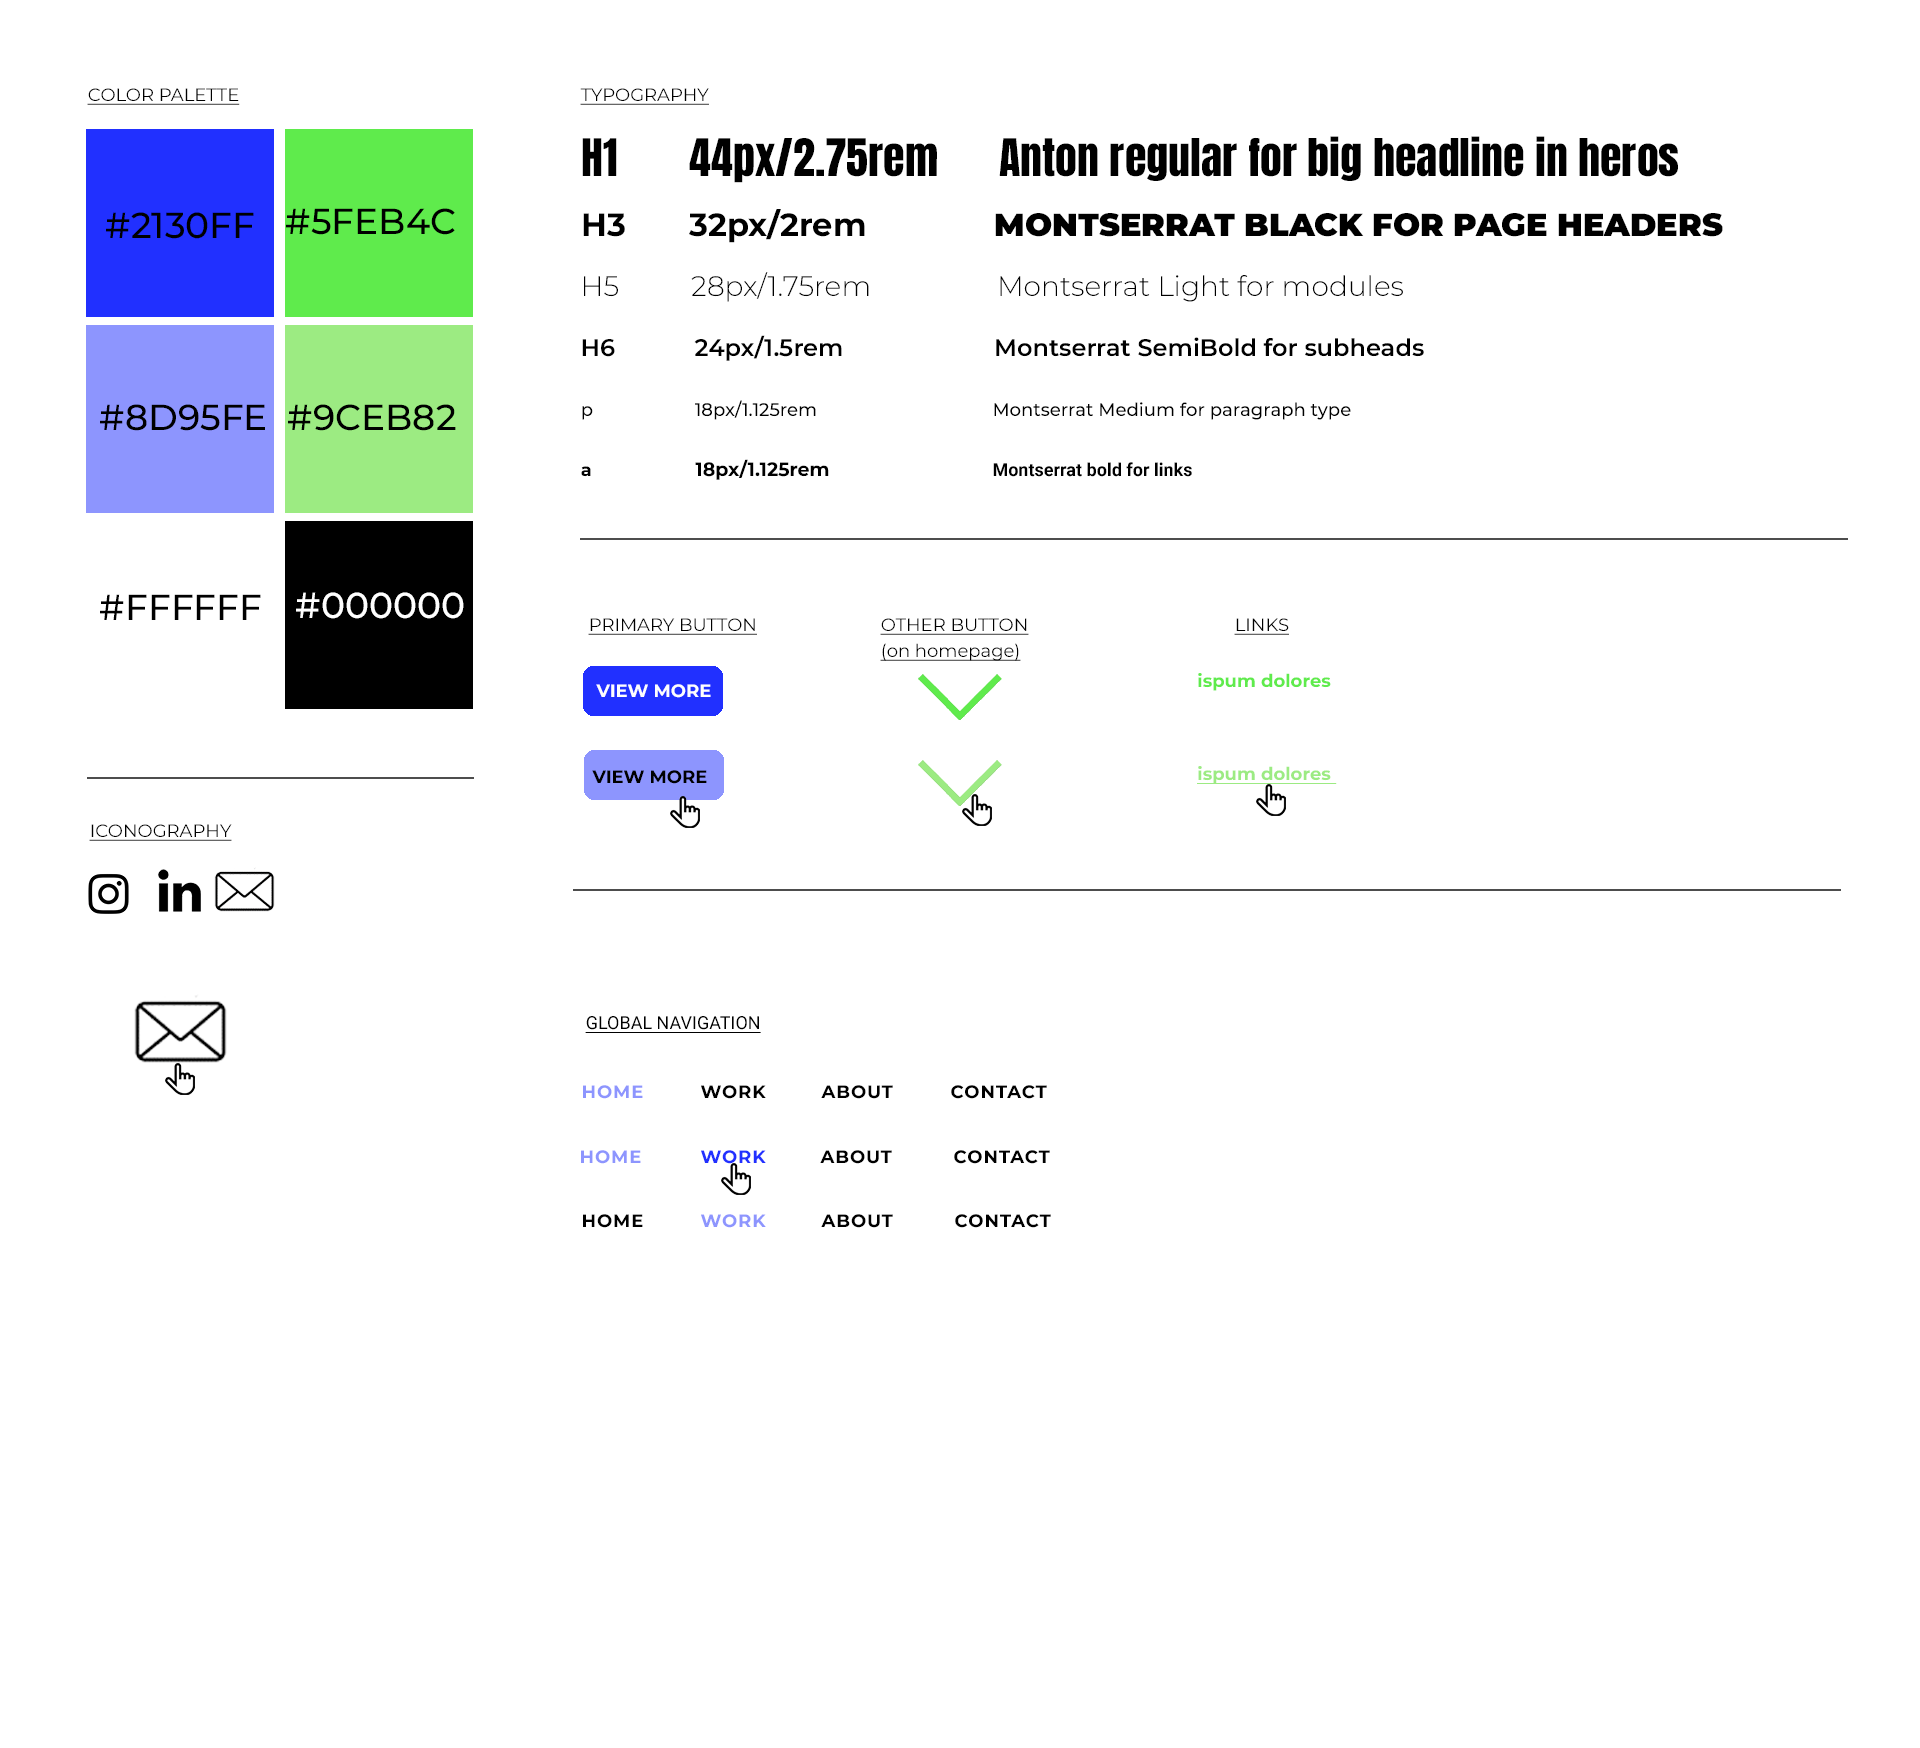 COLOR PALETTE
#2130FF #5FEB4C
#8D95FE #9CEB82
#FFFFFF #000000
ICONOGRAPHY
in
TYPOGRAPHY
H1 44px/2.75rem Anton regular for big headline in heros
H3 32px/2rem MONTSERRAT BLACK FOR PAGE HEADERS
H5 28px/1.75rem Montserrat Light for modules
H6 24px/1.5rem Montserrat SemiBold for subheads
p 18px/1.125rem Montserrat Medium for paragraph type
a 18px/1.125rem Montserrat bold for links
PRIMARY BUTTON
VIEW MORE
VIEW MORE
OTHER BUTTON
(on homepage)
LINKS
ispum dolores
ispum dolores
GLOBAL NAVIGATION
HOME WORK ABOUT CONTACT
HOME WORK ABOUT CONTACT
HOME WORK ABOUT CONTACT